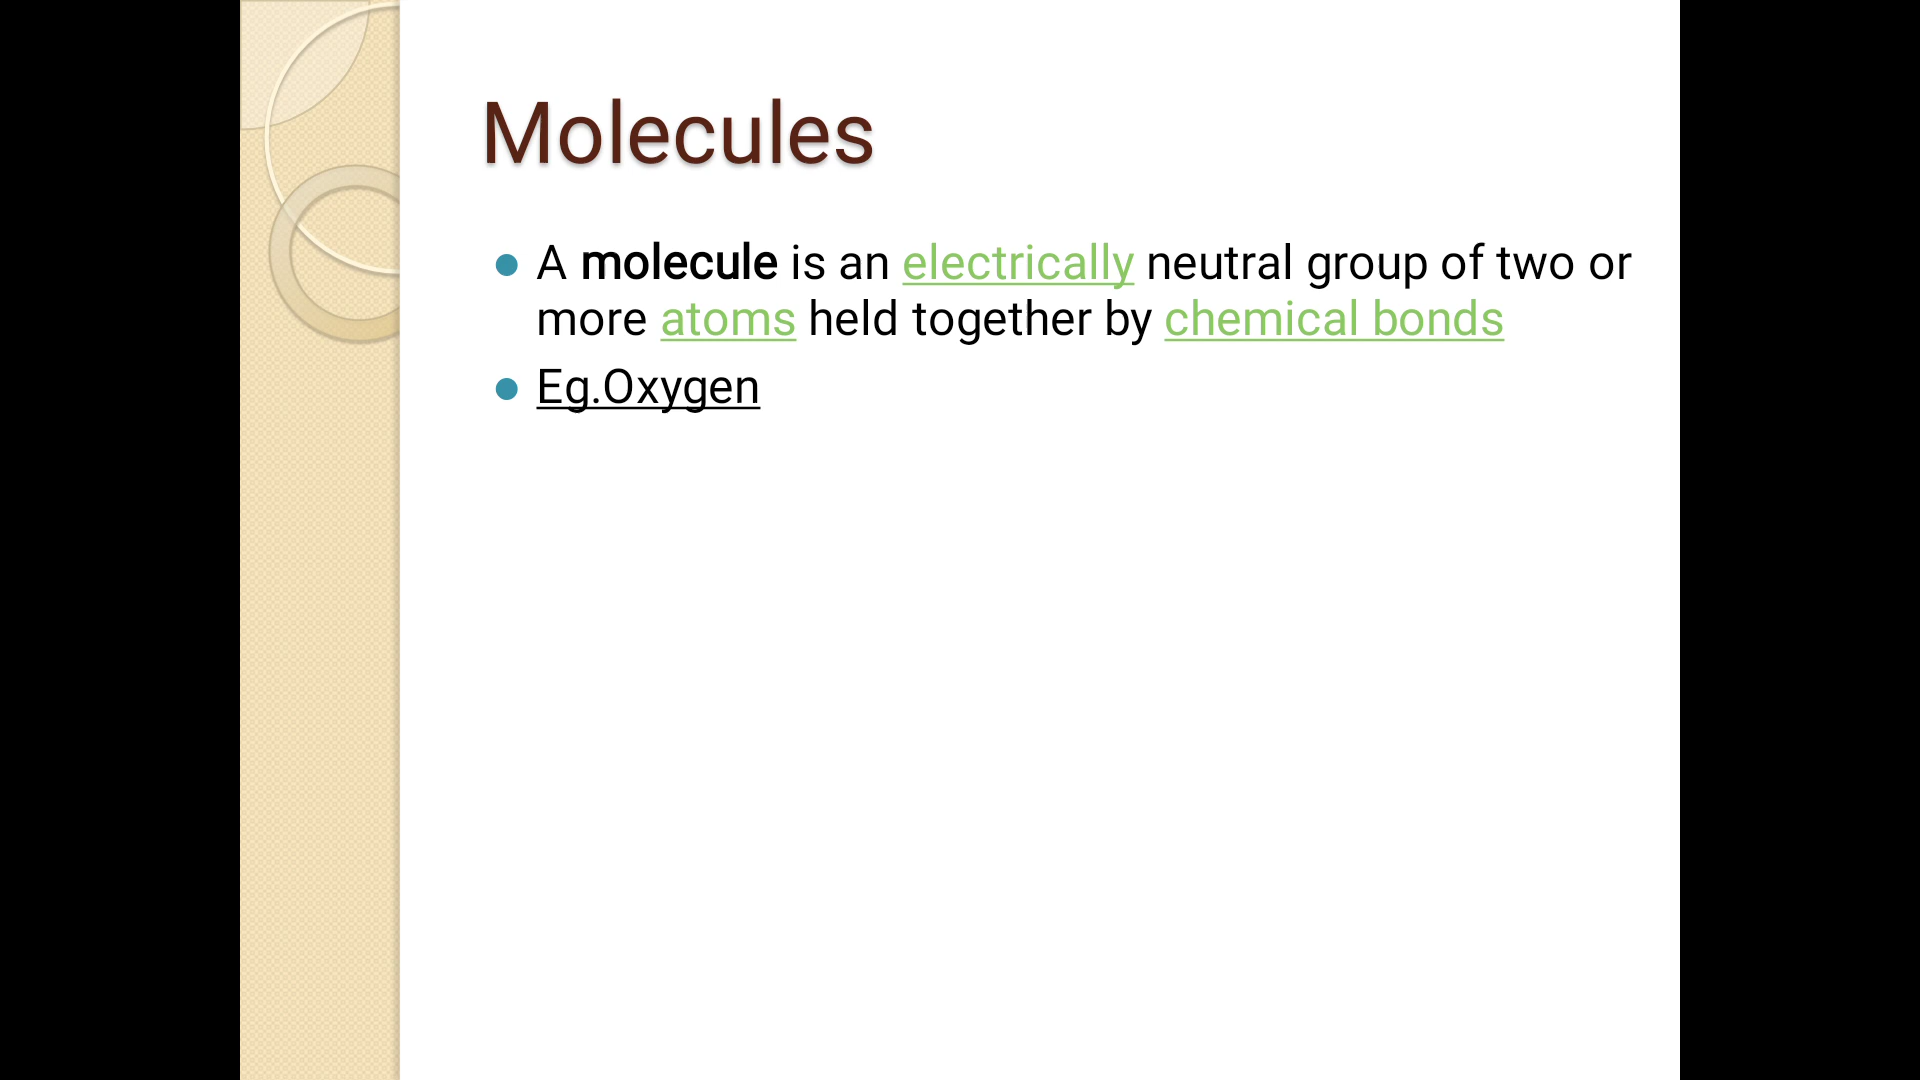 Molecules
A molecule is an electrically neutral group of two or
more atoms held together by chemical bonds
Eg.Oxygen